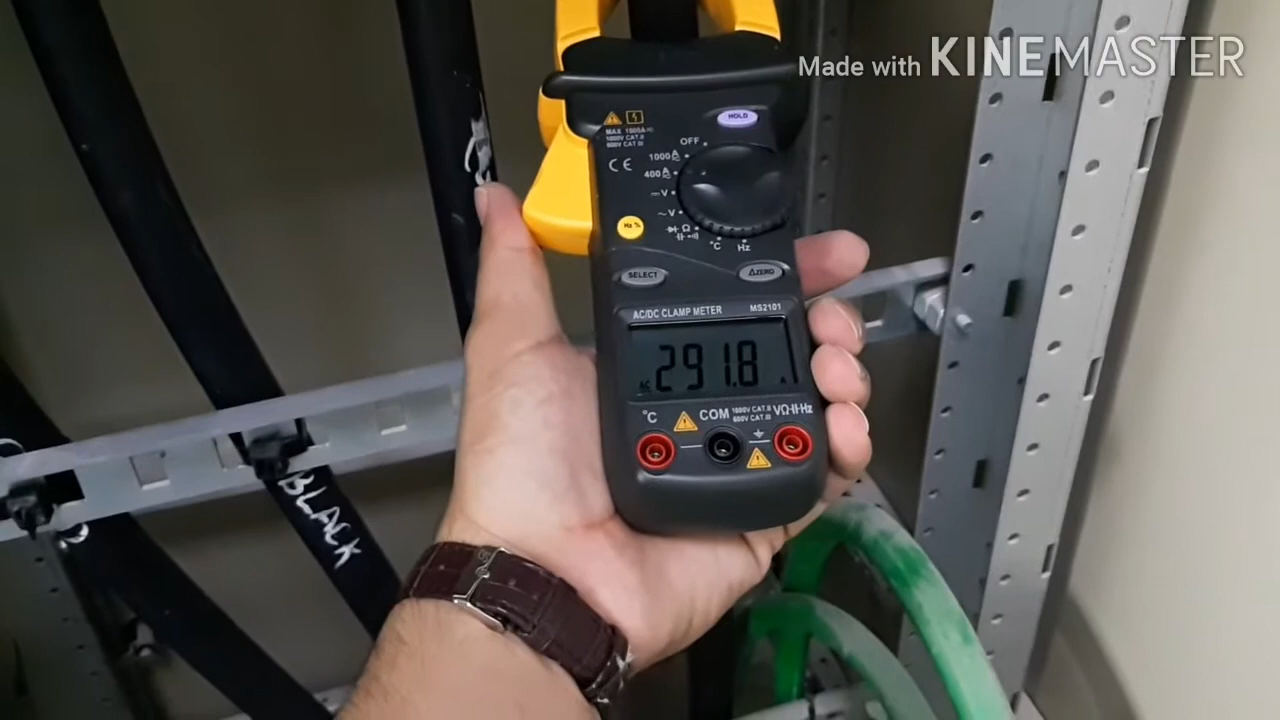 Made with KINEMASTER
HOLD
MAX 1000A
1000V CAT.II
600V CAT III
CE
OFF
1000A
400A
V
~V
Ω
°C
Hz
Hz %
SELECT
ΔZERO
AC/DC CLAMP METER MS2101
AC 291.8 A
°C COM 1000V CAT.II VΩHz
600V CAT.III
BLACK